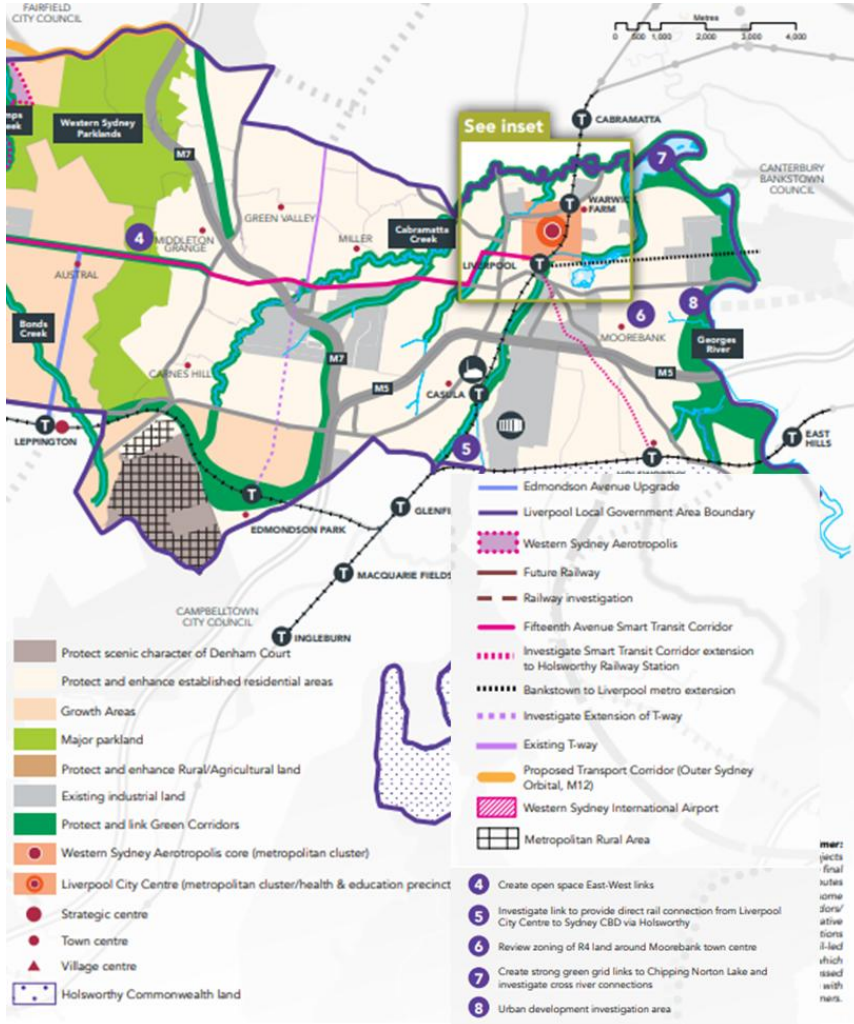 FAIRFIELD
CITY COUNCIL
Metres
0 500 1,000 2,000 3,000 4,000
Western Sydney
Parklands
M7
See inset
CABRAMATTA
7
CANTERBURY
BANKSTOWN
COUNCIL
GREEN VALLEY
WARWICK
FARM
4
MIDDLETON
GRANGE
MILLER
Cabramatta
Creek
AUSTRAL
LIVERPOOL
Bonds
Creek
6
8
MOOREBANK
Georges
River
M7
CARNES HILL
M5
M5
CASULA
LEPPINGTON
5
EAST
HILLS
EDMONDSON PARK
GLENFI
MACQUARIE FIELDS
CAMPBELLTOWN
CITY COUNCIL
INGLEBURN
Protect scenic character of Denham Court
Protect and enhance established residential areas
Growth Areas
Major parkland
Protect and enhance Rural/Agricultural land
Existing industrial land
Protect and link Green Corridors
Western Sydney Aerotropolis core (metropolitan cluster)
Liverpool City Centre (metropolitan cluster/health & education precinct
Strategic centre
Town centre
Village centre
Holsworthy Commonwealth land
Edmondson Avenue Upgrade
Liverpool Local Government Area Boundary
Western Sydney Aerotropolis
Future Railway
Railway investigation
Fifteenth Avenue Smart Transit Corridor
Investigate Smart Transit Corridor extension
to Holsworthy Railway Station
Bankstown to Liverpool metro extension
Investigate Extension of T-way
Existing T-way
Proposed Transport Corridor (Outer Sydney
Orbital, M12)
Western Sydney International Airport
Metropolitan Rural Area
4 Create open space East-West links
5 Investigate link to provide direct rail connection from Liverpool
City Centre to Sydney CBD via Holsworthy
6 Review zoning of R4 land around Moorebank town centre
7 Create strong green grid links to Chipping Norton Lake and
investigate cross river connections
8 Urban development investigation area